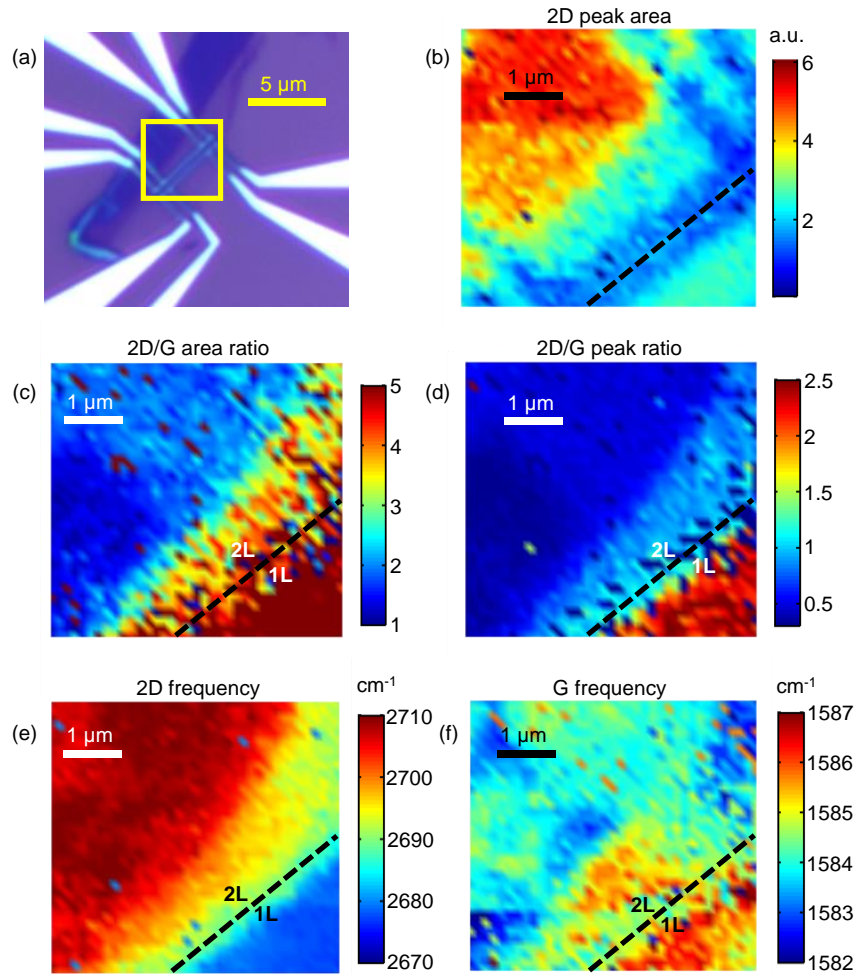 (a)
5 μm
2D peak area
(b)
1 μm
a.u.
6
4
2
2D/G area ratio
(c)
1 μm
2L
1L
5
4
3
2
1
2D/G peak ratio
(d)
1 μm
2L
1L
2.5
2
1.5
1
0.5
2D frequency
(e)
1 μm
2L
1L
cm⁻¹
2710
2700
2690
2680
2670
G frequency
(f)
1 μm
2L
1L
cm⁻¹
1587
1586
1585
1584
1583
1582